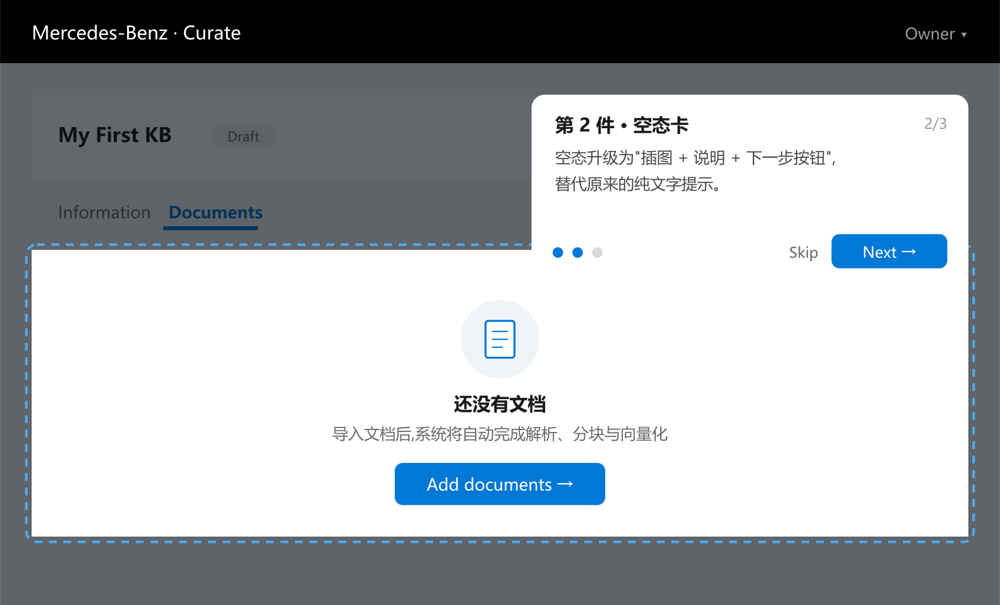 Mercedes-Benz · Curate
Owner ▾
My First KB
Draft
第 2 件 · 空态卡
2/3
空态升级为"插图 + 说明 + 下一步按钮",
替代原来的纯文字提示。
Information
Documents
Skip
Next →
还没有文档
导入文档后,系统将自动完成解析、分块与向量化
Add documents →